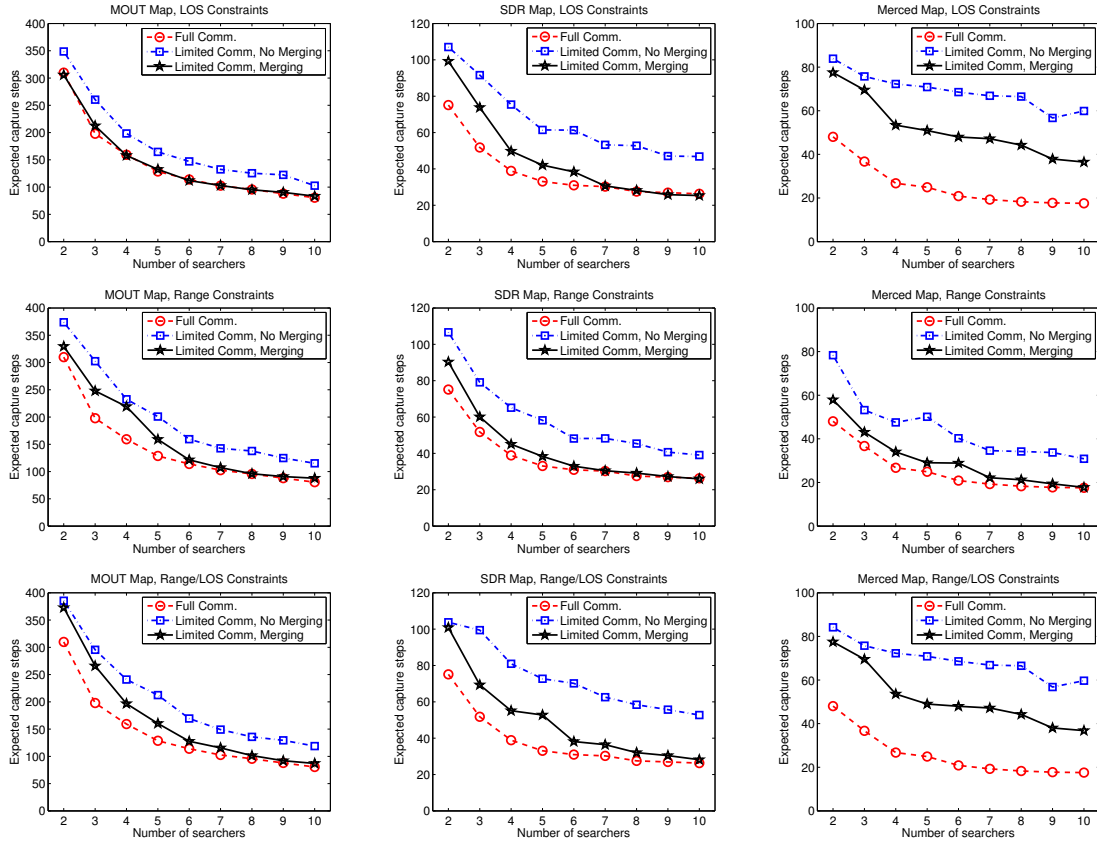 MOUT Map, LOS Constraints
Expected capture steps
400
350
300
250
200
150
100
50
0
Full Comm.
Limited Comm, No Merging
Limited Comm, Merging
2 3 4 5 6 7 8 9 10
Number of searchers
SDR Map, LOS Constraints
Expected capture steps
120
100
80
60
40
20
0
Full Comm.
Limited Comm, No Merging
Limited Comm, Merging
2 3 4 5 6 7 8 9 10
Number of searchers
Merced Map, LOS Constraints
Expected capture steps
100
80
60
40
20
0
Full Comm.
Limited Comm, No Merging
Limited Comm, Merging
2 3 4 5 6 7 8 9 10
Number of searchers
MOUT Map, Range Constraints
Expected capture steps
400
350
300
250
200
150
100
50
0
Full Comm.
Limited Comm, No Merging
Limited Comm, Merging
2 3 4 5 6 7 8 9 10
Number of searchers
SDR Map, Range Constraints
Expected capture steps
120
100
80
60
40
20
0
Full Comm.
Limited Comm, No Merging
Limited Comm, Merging
2 3 4 5 6 7 8 9 10
Number of searchers
Merced Map, Range Constraints
Expected capture steps
100
80
60
40
20
0
Full Comm.
Limited Comm, No Merging
Limited Comm, Merging
2 3 4 5 6 7 8 9 10
Number of searchers
MOUT Map, Range/LOS Constraints
Expected capture steps
400
350
300
250
200
150
100
50
0
Full Comm.
Limited Comm, No Merging
Limited Comm, Merging
2 3 4 5 6 7 8 9 10
Number of searchers
SDR Map, Range/LOS Constraints
Expected capture steps
120
100
80
60
40
20
0
Full Comm.
Limited Comm, No Merging
Limited Comm, Merging
2 3 4 5 6 7 8 9 10
Number of searchers
Merced Map, Range/LOS Constraints
Expected capture steps
100
80
60
40
20
0
Full Comm.
Limited Comm, No Merging
Limited Comm, Merging
2 3 4 5 6 7 8 9 10
Number of searchers